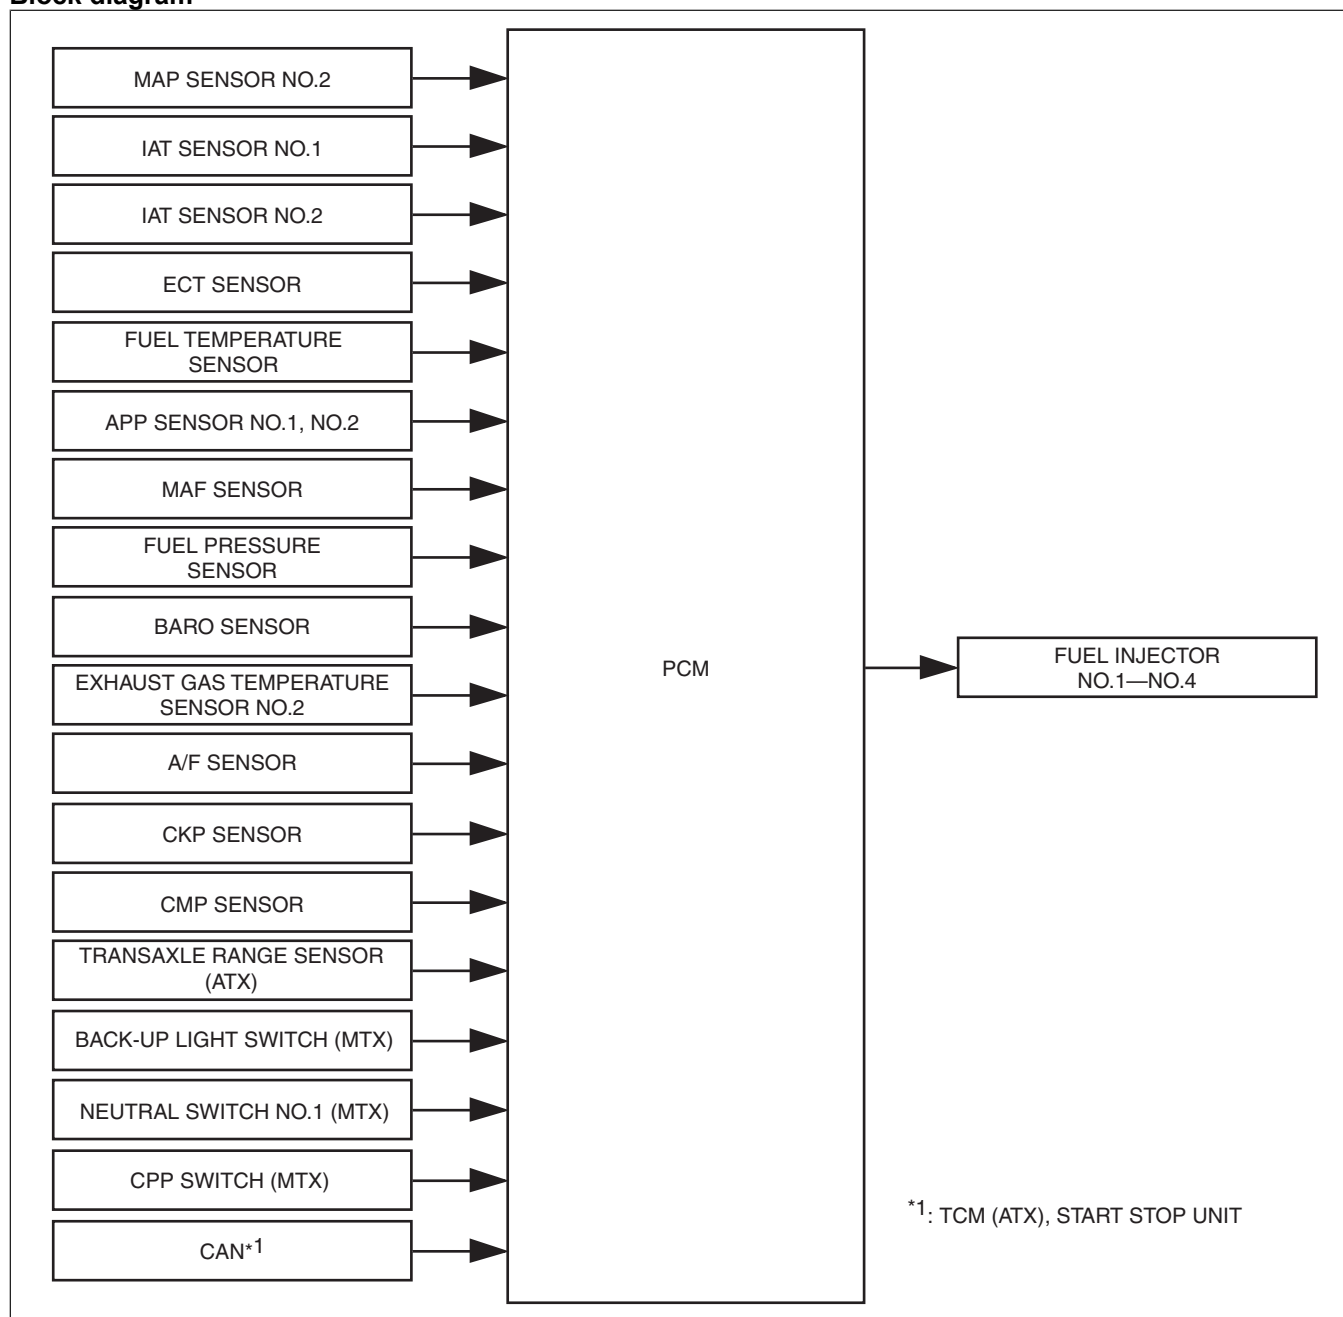 Block diagram
MAP SENSOR NO.2
IAT SENSOR NO.1
IAT SENSOR NO.2
ECT SENSOR
FUEL TEMPERATURE
SENSOR
APP SENSOR NO.1, NO.2
MAF SENSOR
FUEL PRESSURE
SENSOR
BARO SENSOR
EXHAUST GAS TEMPERATURE
SENSOR NO.2
A/F SENSOR
CKP SENSOR
CMP SENSOR
TRANSAXLE RANGE SENSOR
(ATX)
BACK-UP LIGHT SWITCH (MTX)
NEUTRAL SWITCH NO.1 (MTX)
CPP SWITCH (MTX)
CAN*1
PCM
FUEL INJECTOR
NO.1—NO.4
*1: TCM (ATX), START STOP UNIT